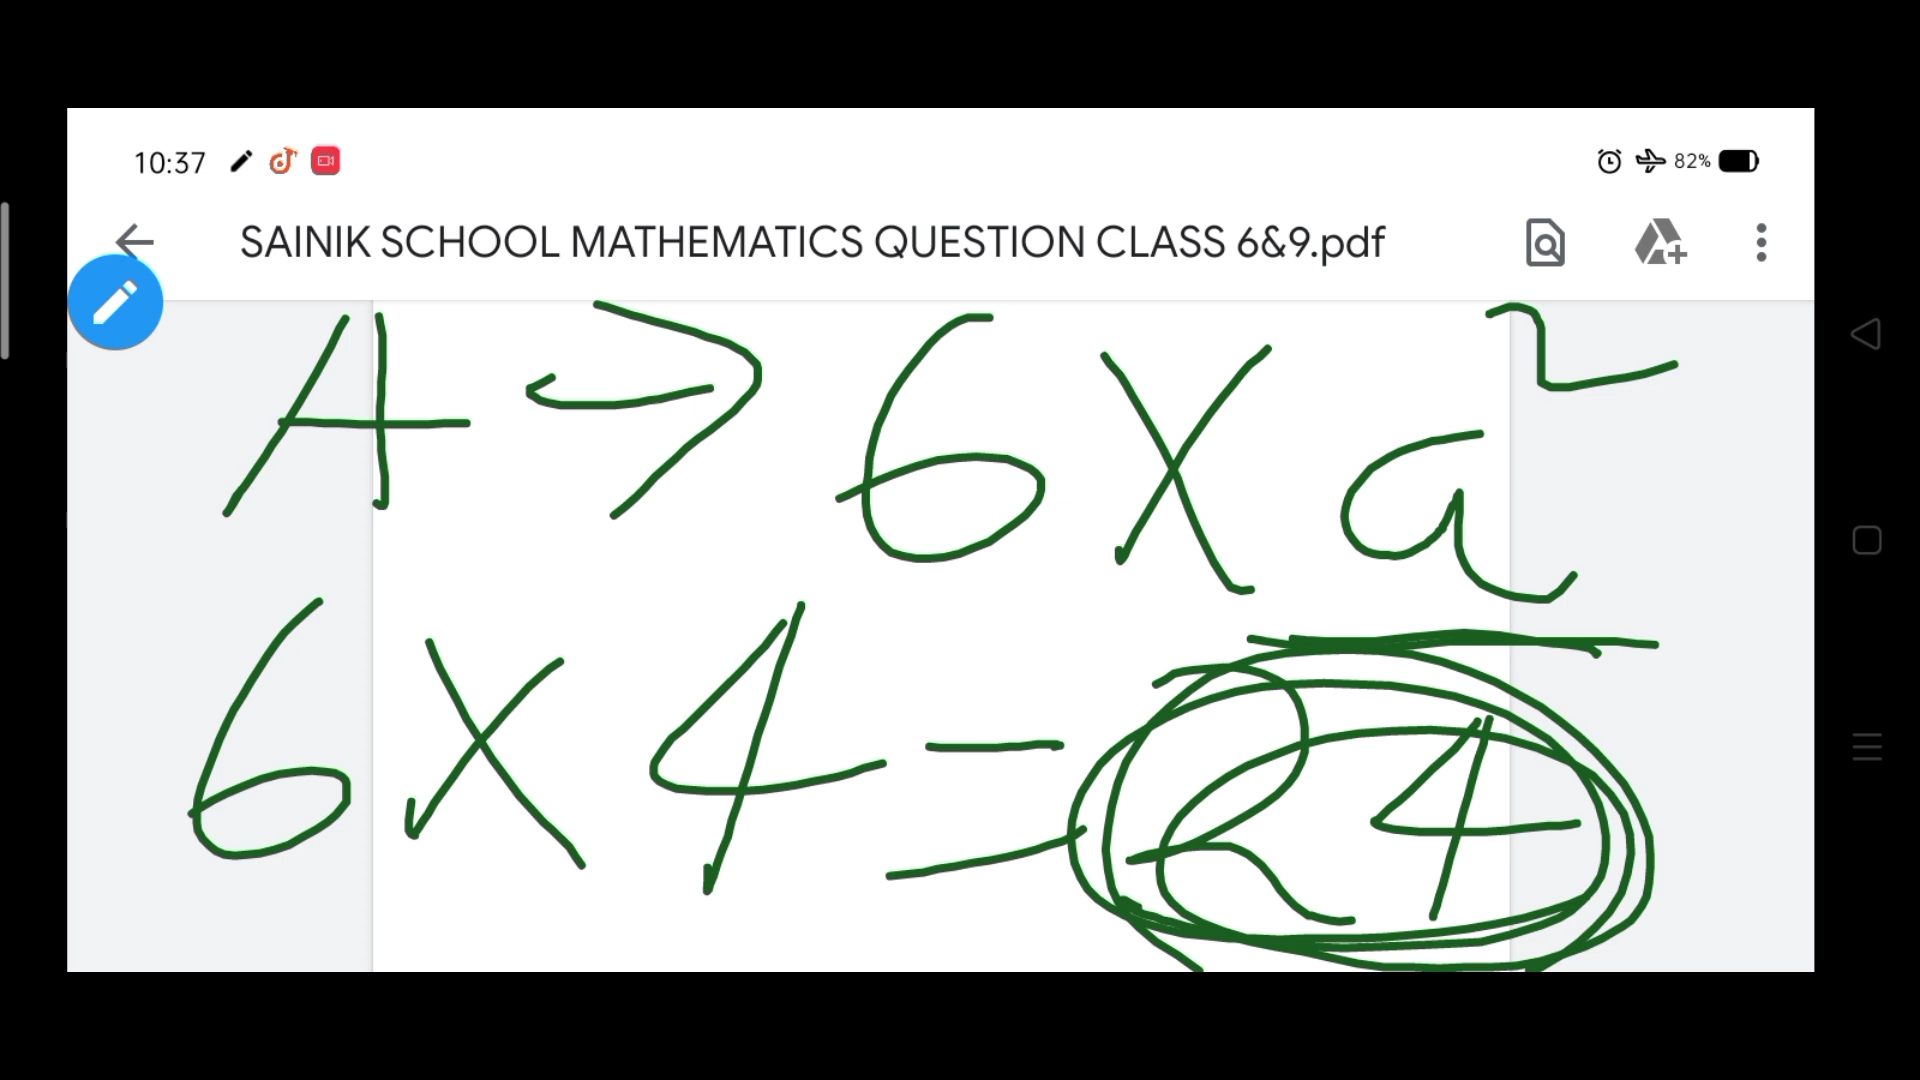 10:37 82%
SAINIK SCHOOL MATHEMATICS QUESTION CLASS 6&9.pdf
A → 6 X a²
6 X 4 = 24